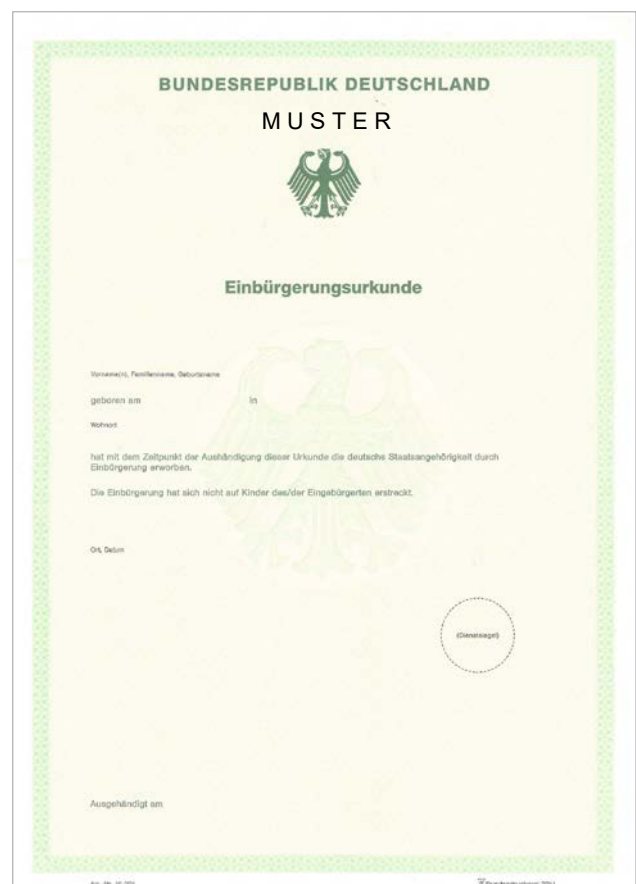 BUNDESREPUBLIK DEUTSCHLAND
MUSTER
Einbürgerungsurkunde
Vorname(n), Familienname, Geburtsname
geboren am in
Wohnort
hat mit dem Zeitpunkt der Aushändigung dieser Urkunde die deutsche Staatsangehörigkeit durch
Einbürgerung erworben.
Die Einbürgerung hat sich nicht auf Kinder des/der Eingebürgerten erstreckt.
Ort, Datum
(Dienstsiegel)
Ausgehändigt am